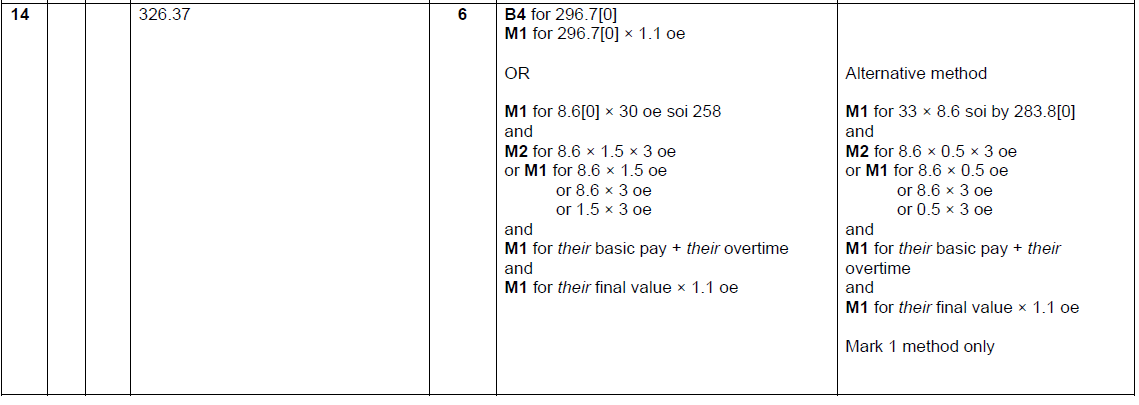 14
326.37
6
B4 for 296.7[0]
M1 for 296.7[0] × 1.1 oe
OR
M1 for 8.6[0] × 30 oe soi 258
and
M2 for 8.6 × 1.5 × 3 oe
or M1 for 8.6 × 1.5 oe
or 8.6 × 3 oe
or 1.5 × 3 oe
and
M1 for their basic pay + their overtime
and
M1 for their final value × 1.1 oe
Alternative method
M1 for 33 × 8.6 soi by 283.8[0]
and
M2 for 8.6 × 0.5 × 3 oe
or M1 for 8.6 × 0.5 oe
or 8.6 × 3 oe
or 0.5 × 3 oe
and
M1 for their basic pay + their
overtime
and
M1 for their final value × 1.1 oe
Mark 1 method only